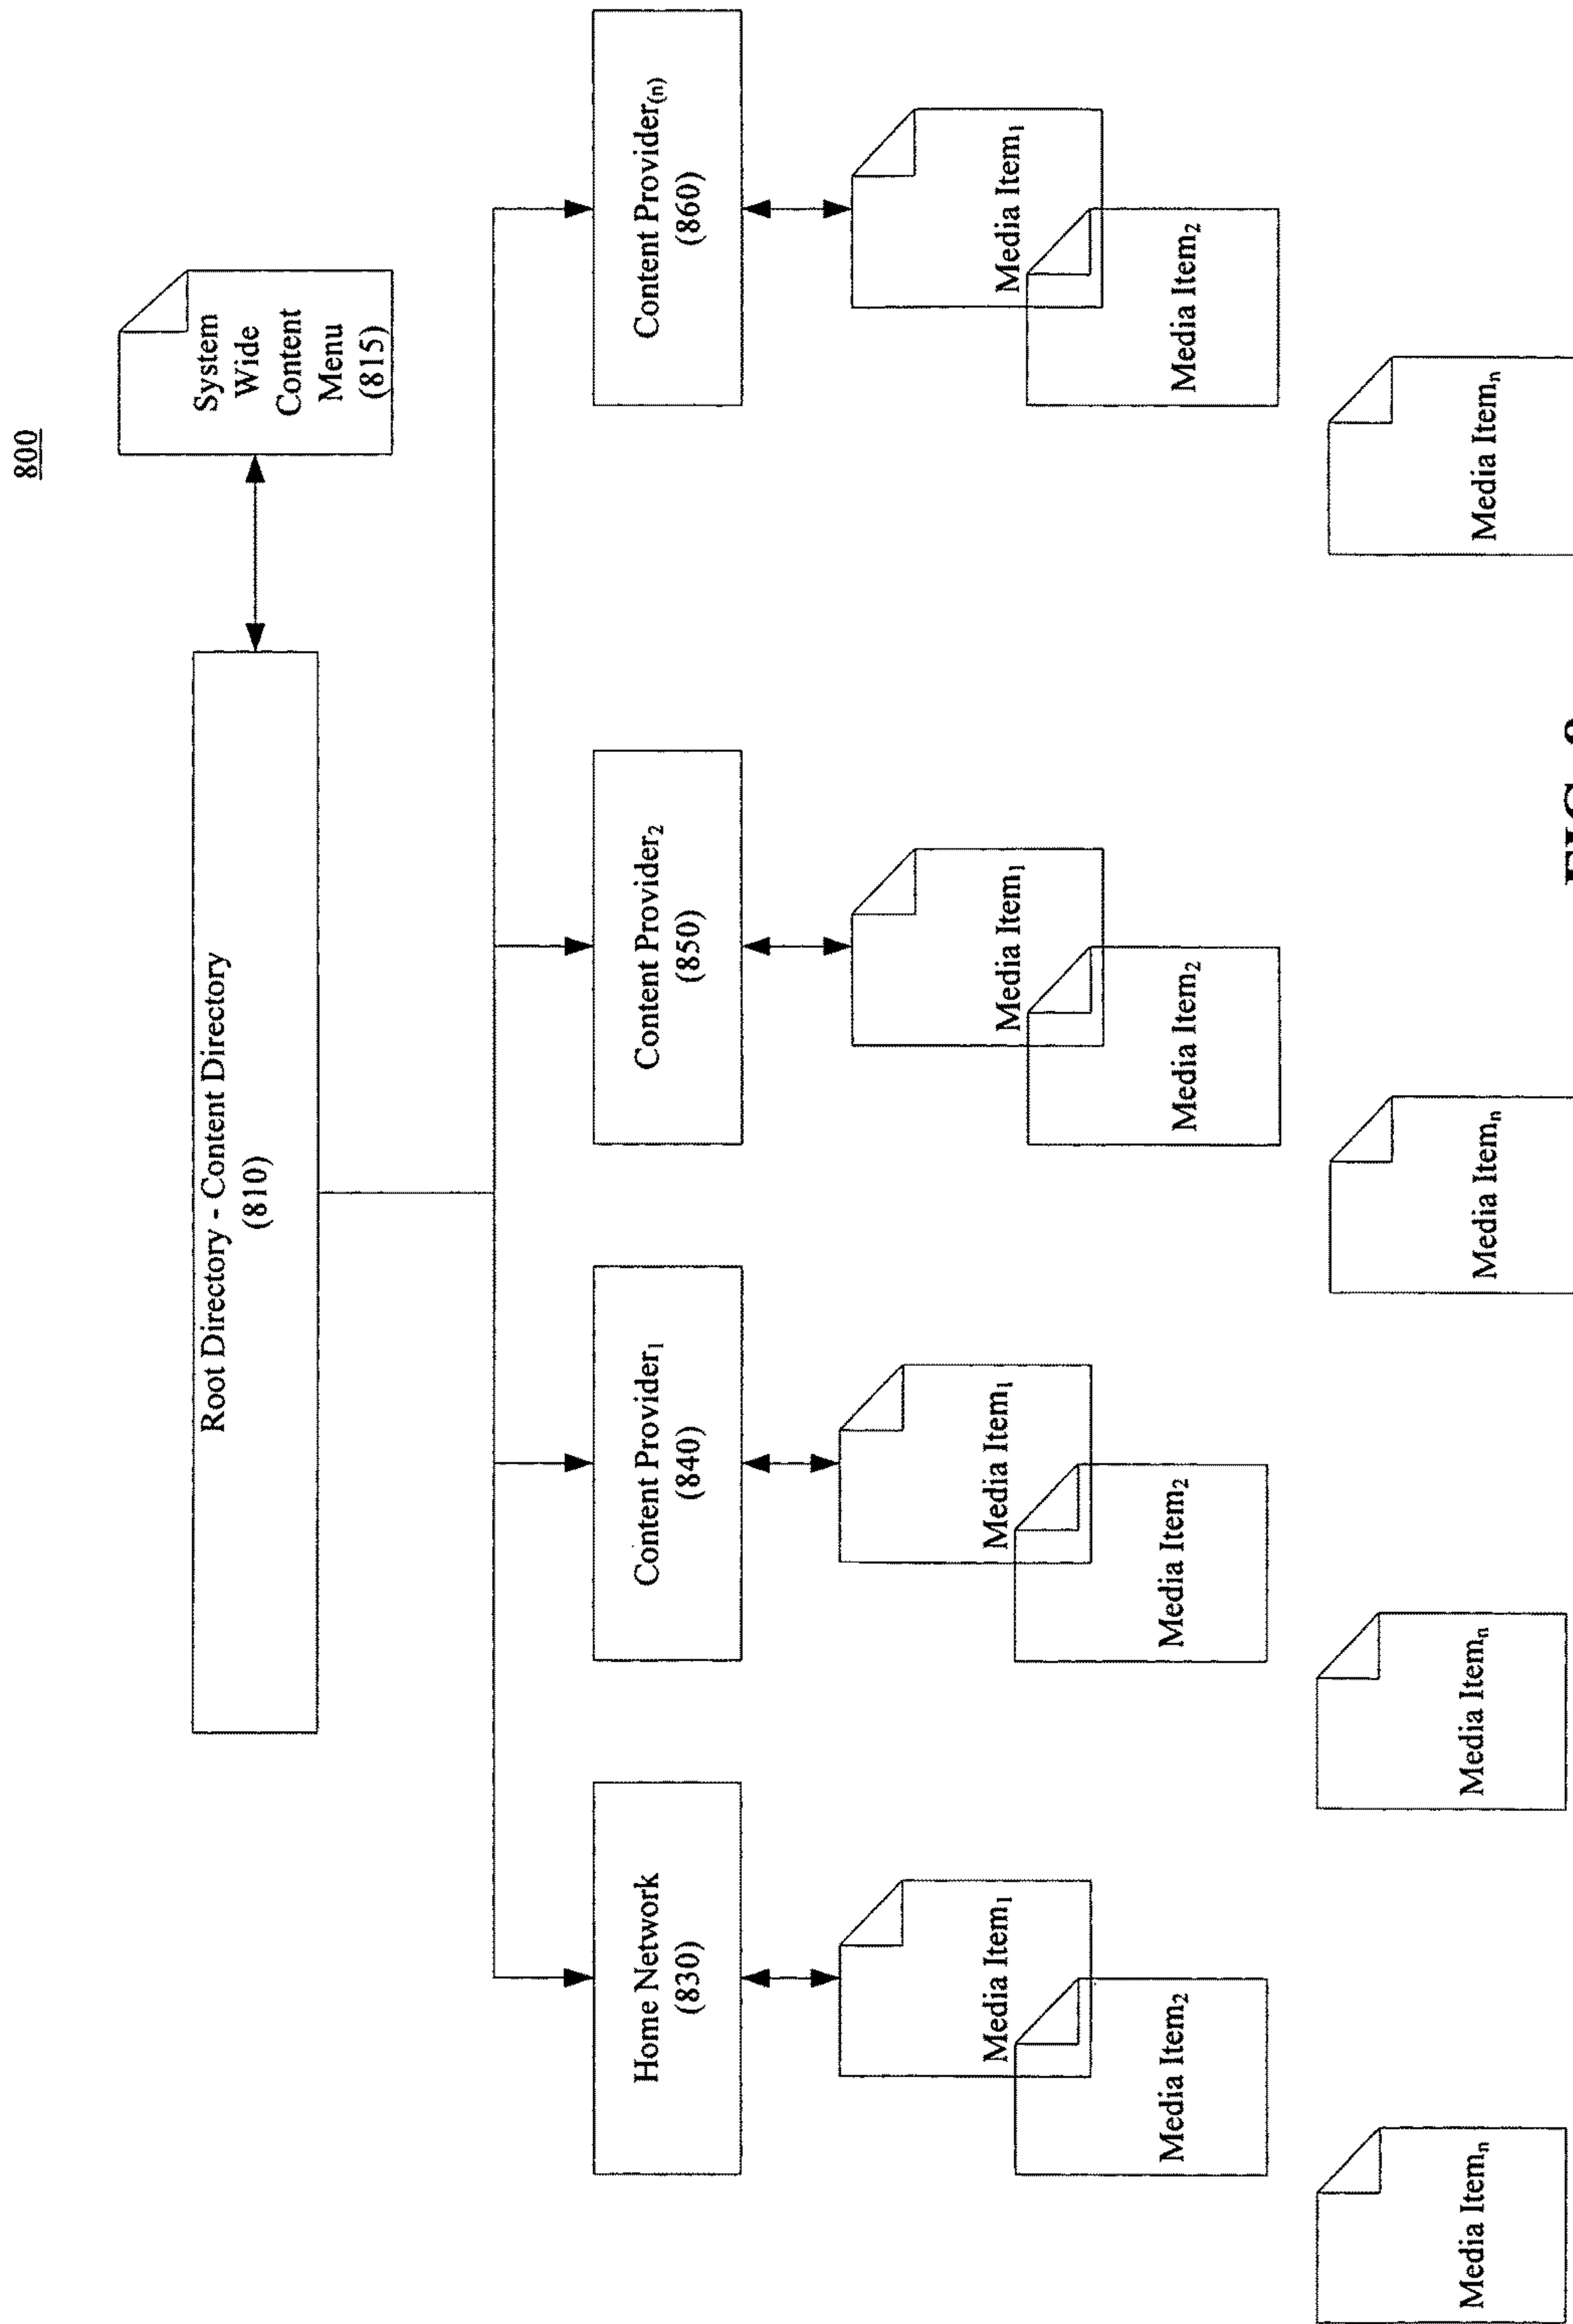 800
Root Directory - Content Directory
(810)
System
Wide
Content
Menu
(815)
Home Network
(830)
Content Provider₁
(840)
Content Provider₂
(850)
Content Provider₍ₙ₎
(860)
Media Item₁
Media Item₂
Media Itemₙ
Media Item₁
Media Item₂
Media Itemₙ
Media Item₁
Media Item₂
Media Itemₙ
Media Item₁
Media Item₂
Media Itemₙ